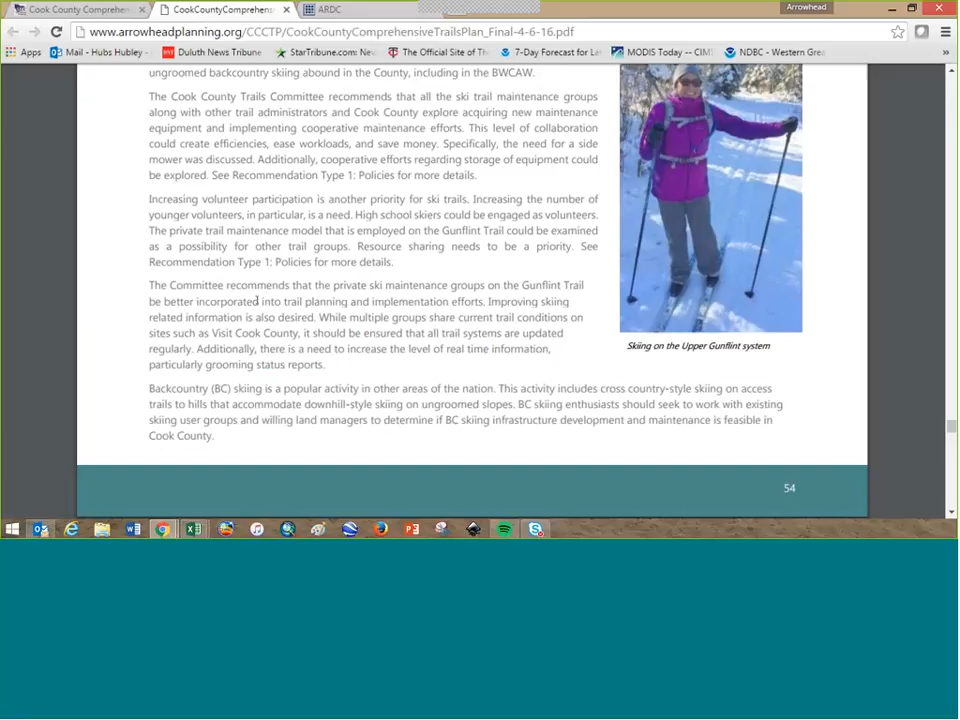 Cook County Comprehens
CookCountyComprehens
ARDC
Arrowhead
www.arrowheadplanning.org/CCCTP/CookCountyComprehensiveTrailsPlan_Final-4-6-16.pdf
Apps
Mail - Hubs Hubley -
Duluth News Tribune
StarTribune.com: New
The Official Site of Th
7-Day Forecast for La
MODIS Today -- CIMS
NDBC - Western Grea
»
ungroomed backcountry skiing abound in the County, including in the BWCAW.
The Cook County Trails Committee recommends that all the ski trail maintenance groups
along with other trail administrators and Cook County explore acquiring new maintenance
equipment and implementing cooperative maintenance efforts. This level of collaboration
could create efficiencies, ease workloads, and save money. Specifically, the need for a side
mower was discussed. Additionally, cooperative efforts regarding storage of equipment could
be explored. See Recommendation Type 1: Policies for more details.
Increasing volunteer participation is another priority for ski trails. Increasing the number of
younger volunteers, in particular, is a need. High school skiers could be engaged as volunteers.
The private trail maintenance model that is employed on the Gunflint Trail could be examined
as a possibility for other trail groups. Resource sharing needs to be a priority. See
Recommendation Type 1: Policies for more details.
The Committee recommends that the private ski maintenance groups on the Gunflint Trail
be better incorporated into trail planning and implementation efforts. Improving skiing
related information is also desired. While multiple groups share current trail conditions on
sites such as Visit Cook County, it should be ensured that all trail systems are updated
regularly. Additionally, there is a need to increase the level of real time information,
particularly grooming status reports.
Skiing on the Upper Gunflint system
Backcountry (BC) skiing is a popular activity in other areas of the nation. This activity includes cross country-style skiing on access
trails to hills that accommodate downhill-style skiing on ungroomed slopes. BC skiing enthusiasts should seek to work with existing
skiing user groups and willing land managers to determine if BC skiing infrastructure development and maintenance is feasible in
Cook County.
54